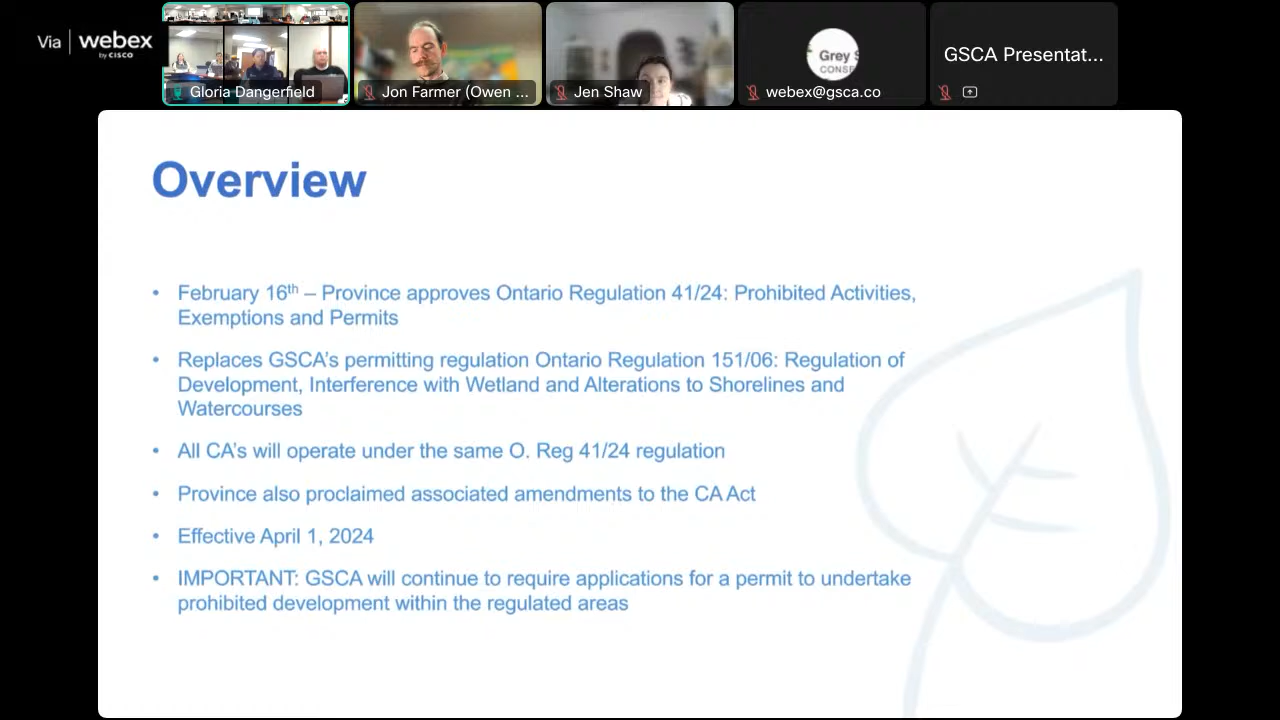 Via webex
by CISCO
Gloria Dangerfield
Jon Farmer (Owen ...
Jen Shaw
Grey S
CONSE
webex@gsca.co
GSCA Presentat...
Overview
• February 16th – Province approves Ontario Regulation 41/24: Prohibited Activities,
Exemptions and Permits
• Replaces GSCA’s permitting regulation Ontario Regulation 151/06: Regulation of
Development, Interference with Wetland and Alterations to Shorelines and
Watercourses
• All CA’s will operate under the same O. Reg 41/24 regulation
• Province also proclaimed associated amendments to the CA Act
• Effective April 1, 2024
• IMPORTANT: GSCA will continue to require applications for a permit to undertake
prohibited development within the regulated areas